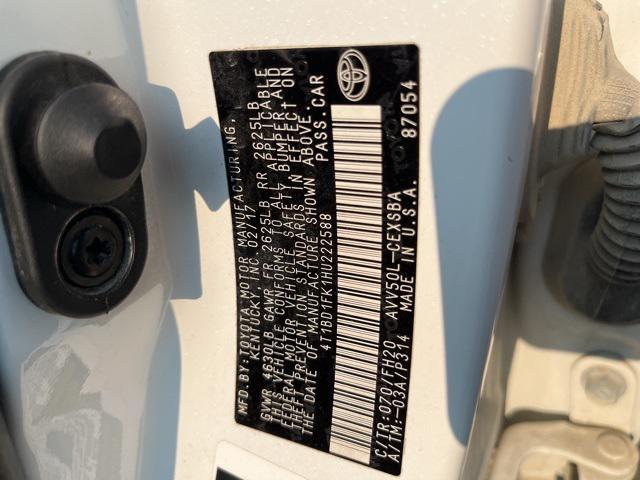 MFD. BY: TOYOTA MOTOR MANUFACTURING,
KENTUCKY, INC. 02/17
GVWR 4630LB GAWR FR 2625LB RR 2625LB
THIS VEHICLE CONFORMS TO ALL APPLICABLE
FEDERAL MOTOR VEHICLE SAFETY, BUMPER, AND
THEFT PREVENTION STANDARDS IN EFFECT ON
THE DATE OF MANUFACTURE SHOWN ABOVE.
4T1BD1FK1HU222588 PASS. CAR
C/TR:070/FH20 AVV50L-CEXSBA
A/TM:-03A/P314 MADE IN U.S.A. 87054